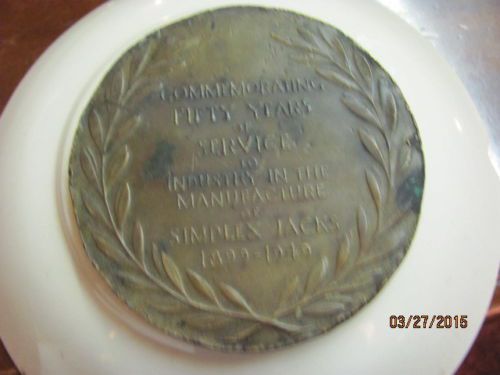 COMMEMORATING
FIFTY YEARS
OF
SERVICE
TO
INDUSTRY IN THE
MANUFACTURE
OF
SIMPLEX JACKS
1899-1949
03/27/2015